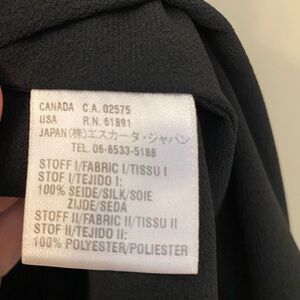 CANADA C.A. 02575
USA R.N. 61891
JAPAN(株)エスカーダ・ジャパン
TEL. 06-6533-5188
STOFF I/FABRIC I/TISSU I
STOF I/TEJIDO I:
100% SEIDE/SILK/SOIE
ZIJDE/SEDA
STOFF II/FABRIC II/TISSU II
STOF II/TEJIDO II:
100% POLYESTER/POLIESTER